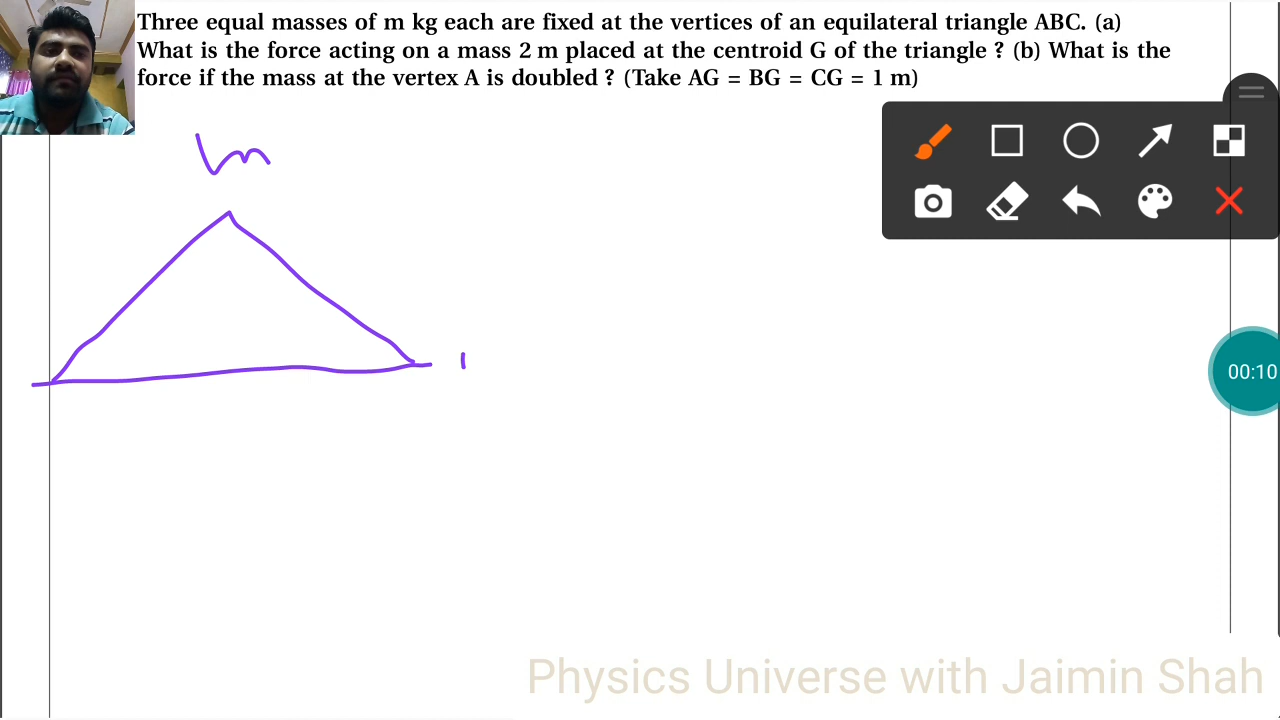 Three equal masses of m kg each are fixed at the vertices of an equilateral triangle ABC. (a)
What is the force acting on a mass 2 m placed at the centroid G of the triangle ? (b) What is the
force if the mass at the vertex A is doubled ? (Take AG = BG = CG = 1 m)
m
00:10
Physics Universe with Jaimin Shah